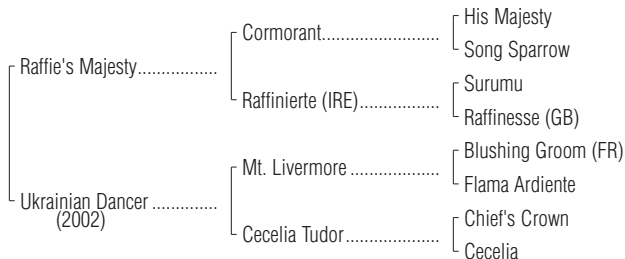 His Majesty
Cormorant........................
Song Sparrow
Raffie's Majesty................
Surumu
Raffinierte (IRE)................
Raffinesse (GB)
Blushing Groom (FR)
Mt. Livermore ..................
Flama Ardiente
Ukrainian Dancer .............
(2002)
Chief's Crown
Cecelia Tudor...................
Cecelia